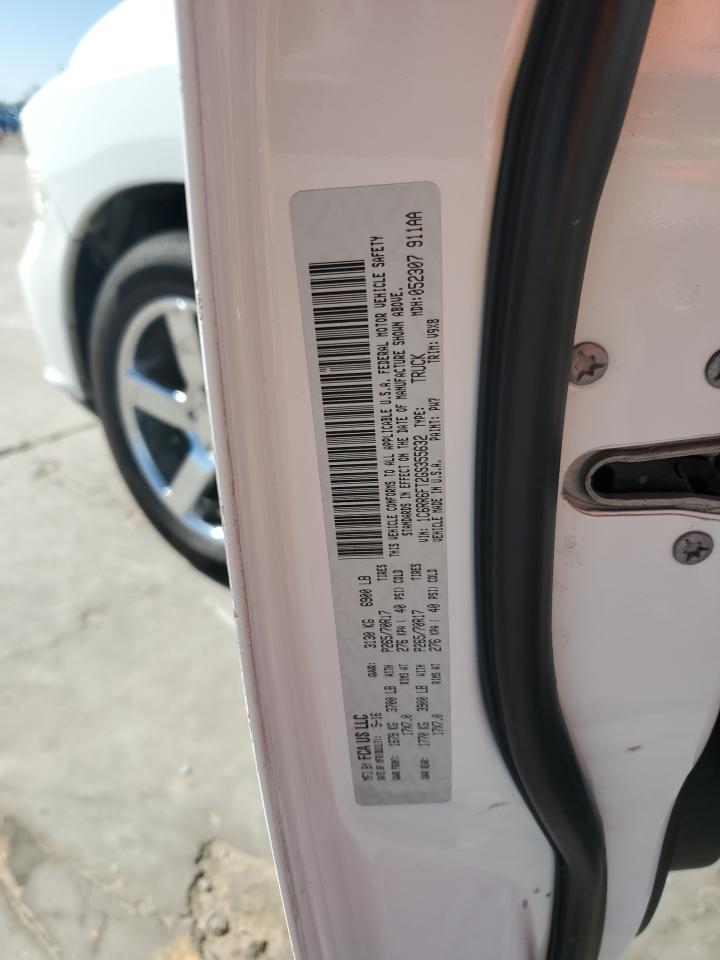 MFD BY FCA US LLC
DATE OF MFG(BUILT): 5-16 GVWR: 3130 KG 6900 LB
GAWR FRONT: 1679 KG 3700 LB WITH P265/70R17 TIRES
17X7.0 RIMS AT 276 KPA ( 40 PSI) COLD
GAWR REAR: 1770 KG 3900 LB WITH P265/70R17 TIRES
17X7.0 RIMS AT 276 KPA ( 40 PSI) COLD
THIS VEHICLE CONFORMS TO ALL APPLICABLE U.S.A. FEDERAL MOTOR VEHICLE SAFETY
STANDARDS IN EFFECT ON THE DATE OF MANUFACTURE SHOWN ABOVE.
VIN: 1C6RR6FT2GS355632 TYPE: TRUCK MDH:052307 911AA
VEHICLE MADE IN U.S.A. PAINT: PW7 TRIM: V9X8